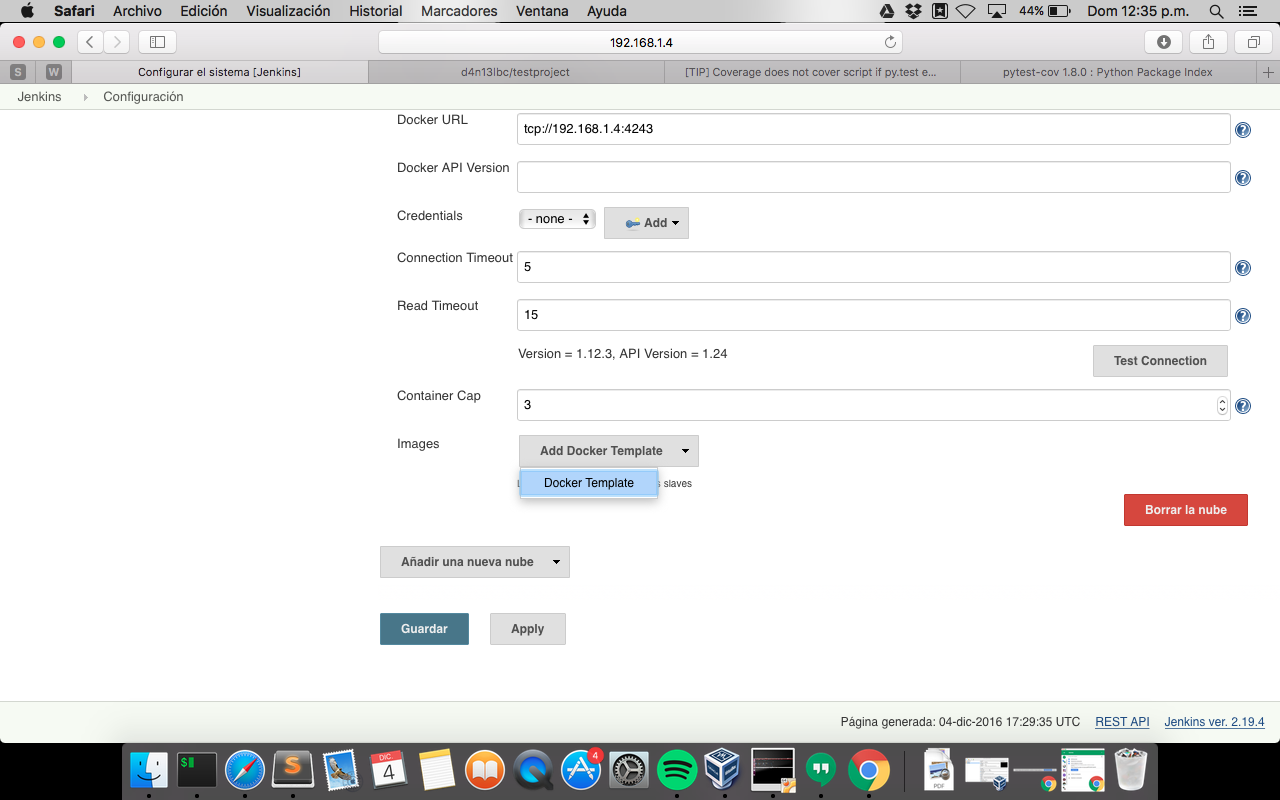 Safari Archivo Edición Visualización Historial Marcadores Ventana Ayuda 44% Dom 12:35 p.m.
192.168.1.4
S W Configurar el sistema [Jenkins] d4n13lbc/testproject [TIP] Coverage does not cover script if py.test e... pytest-cov 1.8.0 : Python Package Index
Jenkins Configuración
Docker URL tcp://192.168.1.4:4243
Docker API Version
Credentials - none - Add
Connection Timeout 5
Read Timeout 15
Version = 1.12.3, API Version = 1.24 Test Connection
Container Cap 3
Images Add Docker Template
Docker Template slaves
Borrar la nube
Añadir una nueva nube
Guardar Apply
Página generada: 04-dic-2016 17:29:35 UTC REST API Jenkins ver. 2.19.4
$
S
DIC.
4
4
PDF